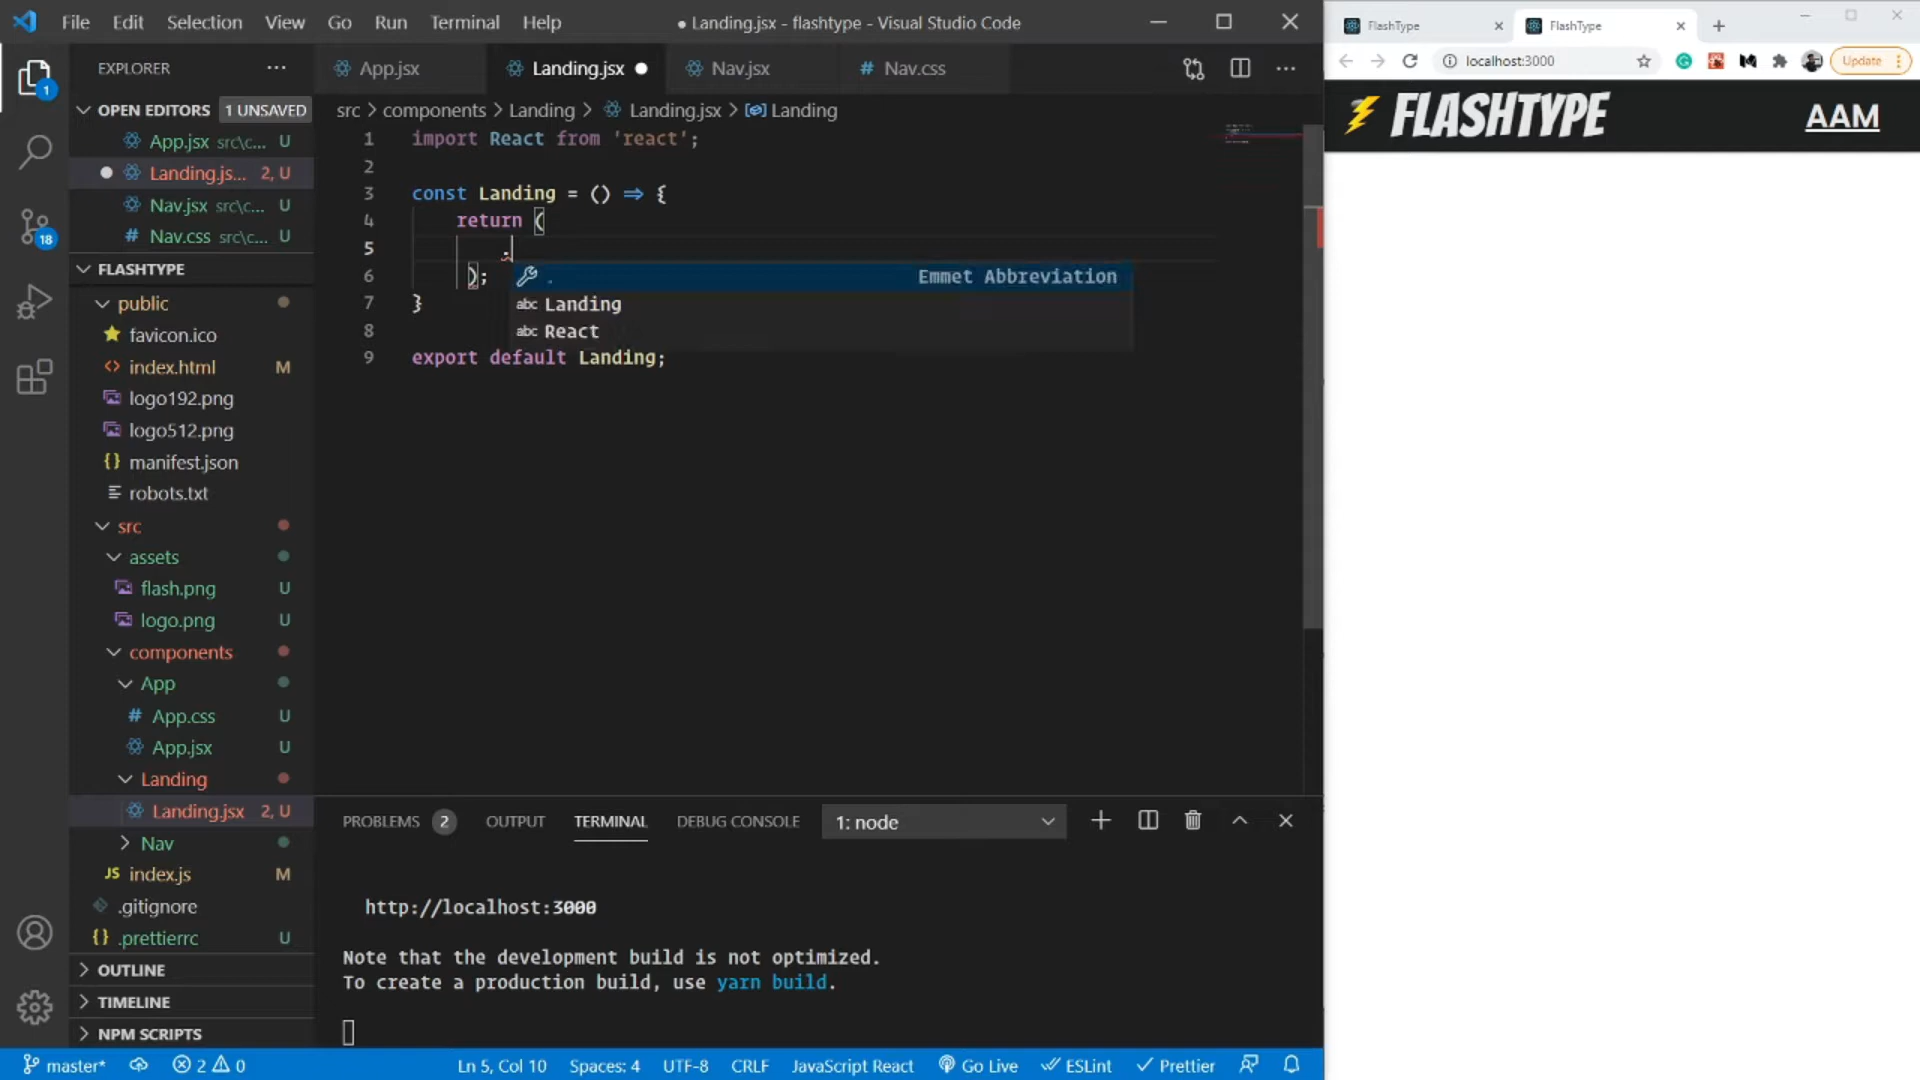 File Edit Selection View Go Run Terminal Help
● Landing.jsx - flashtype - Visual Studio Code
EXPLORER
OPEN EDITORS 1 UNSAVED
App.jsx src\c... U
Landing.js... 2, U
Nav.jsx src\c... U
Nav.css src\c... U
FLASHTYPE
public
favicon.ico
index.html M
logo192.png
logo512.png
manifest.json
robots.txt
src
assets
flash.png U
logo.png U
components
App
App.css U
App.jsx U
Landing
Landing.jsx 2, U
Nav
index.js M
.gitignore
.prettierrc U
OUTLINE
TIMELINE
NPM SCRIPTS
1
18
App.jsx Landing.jsx Nav.jsx # Nav.css
src > components > Landing > Landing.jsx > Landing
1 import React from 'react';
2
3 const Landing = () => {
4 return (
5 .
6 );
7 }
8
9 export default Landing;
. Emmet Abbreviation
abc Landing
abc React
PROBLEMS 2 OUTPUT TERMINAL DEBUG CONSOLE 1: node
http://localhost:3000
Note that the development build is not optimized.
To create a production build, use yarn build.
master* 2 0 Ln 5, Col 10 Spaces: 4 UTF-8 CRLF JavaScript React Go Live ESLint Prettier
FlashType FlashType
localhost:3000 Update
FLASHTYPE AAM